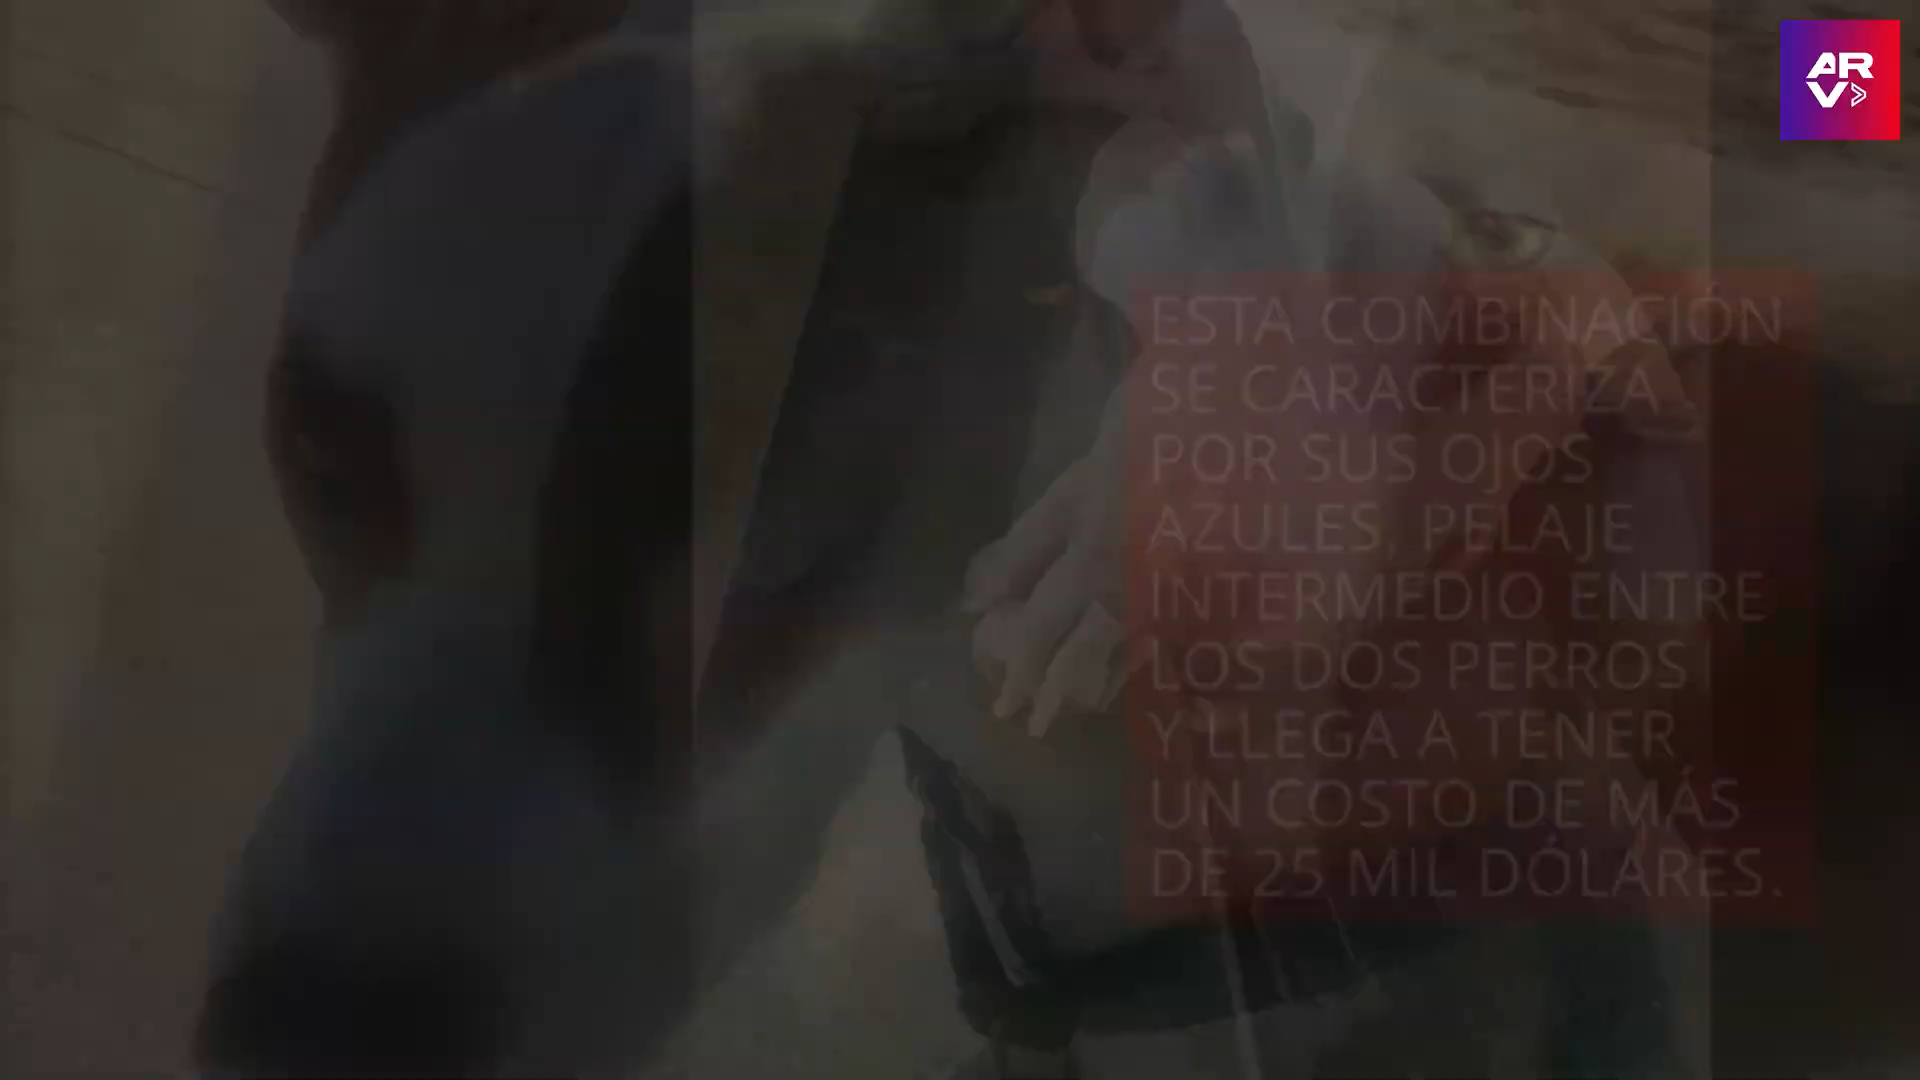 ARV
ESTA COMBINACIÓN
SE CARACTERIZA
POR SUS OJOS
AZULES, PELAJE
INTERMEDIO ENTRE
LOS DOS PERROS
Y LLEGA A TENER
UN COSTO DE MÁS
DE 25 MIL DÓLARES.